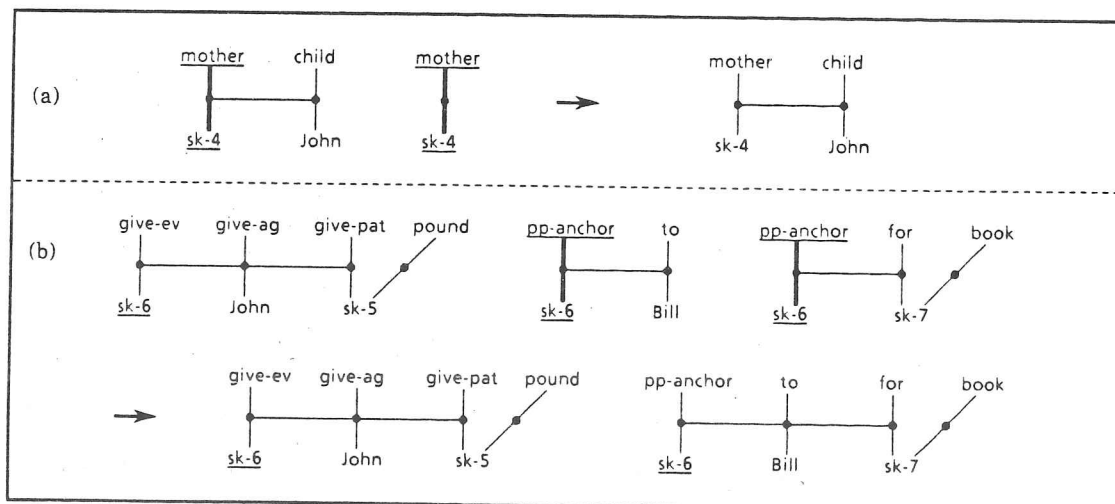 mother child mother mother child
(a)
sk-4 John sk-4 sk-4 John
give-ev give-ag give-pat pound pp-anchor to pp-anchor for book
(b)
sk-6 John sk-5 sk-6 Bill sk-6 sk-7
give-ev give-ag give-pat pound pp-anchor to for book
sk-6 John sk-5 sk-6 Bill sk-7